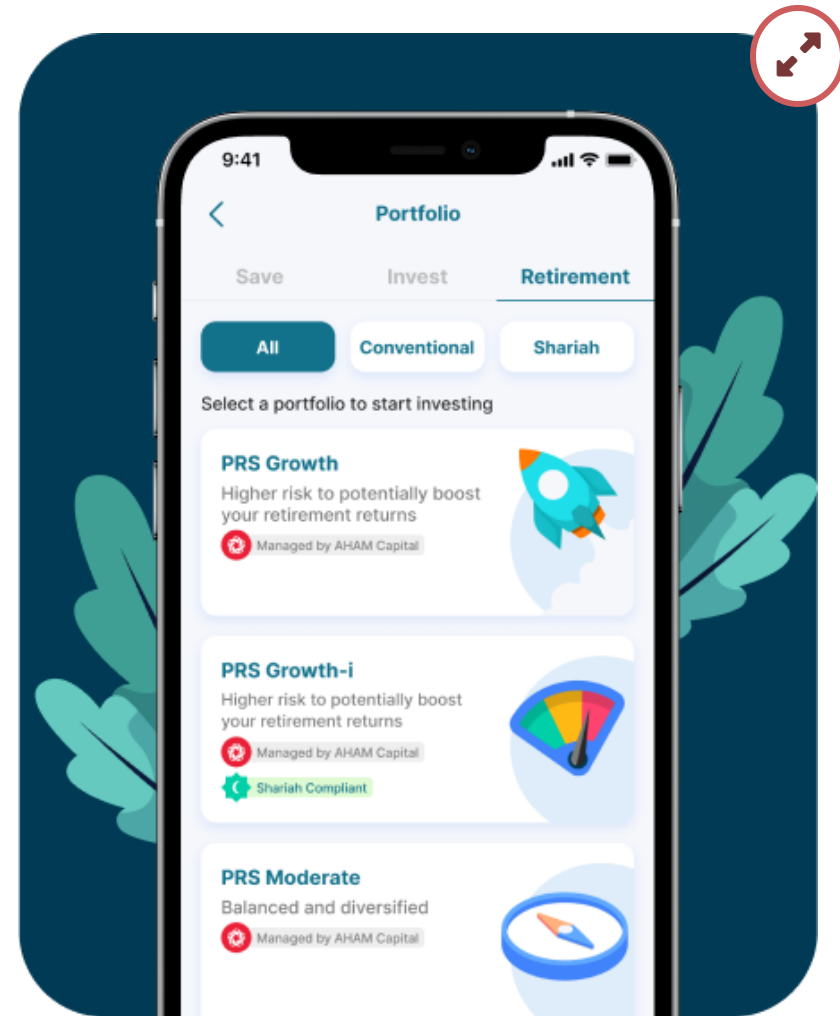 9:41
Portfolio
Save Invest Retirement
All Conventional Shariah
Select a portfolio to start investing
PRS Growth
Higher risk to potentially boost
your retirement returns
Managed by AHAM Capital
PRS Growth-i
Higher risk to potentially boost
your retirement returns
Managed by AHAM Capital
Shariah Compliant
PRS Moderate
Balanced and diversified
Managed by AHAM Capital